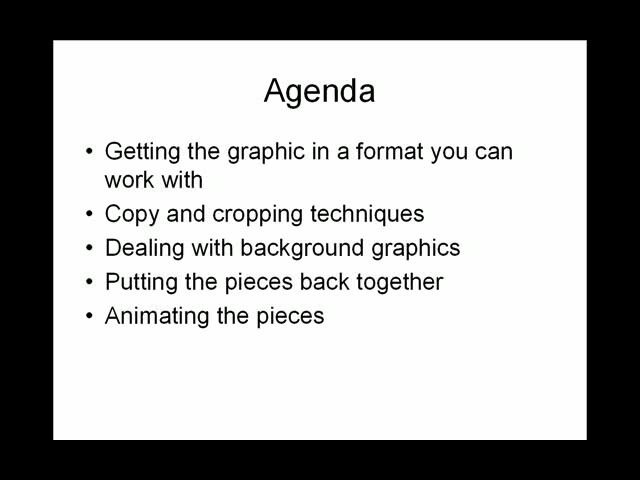 Agenda
• Getting the graphic in a format you can
work with
• Copy and cropping techniques
• Dealing with background graphics
• Putting the pieces back together
• Animating the pieces